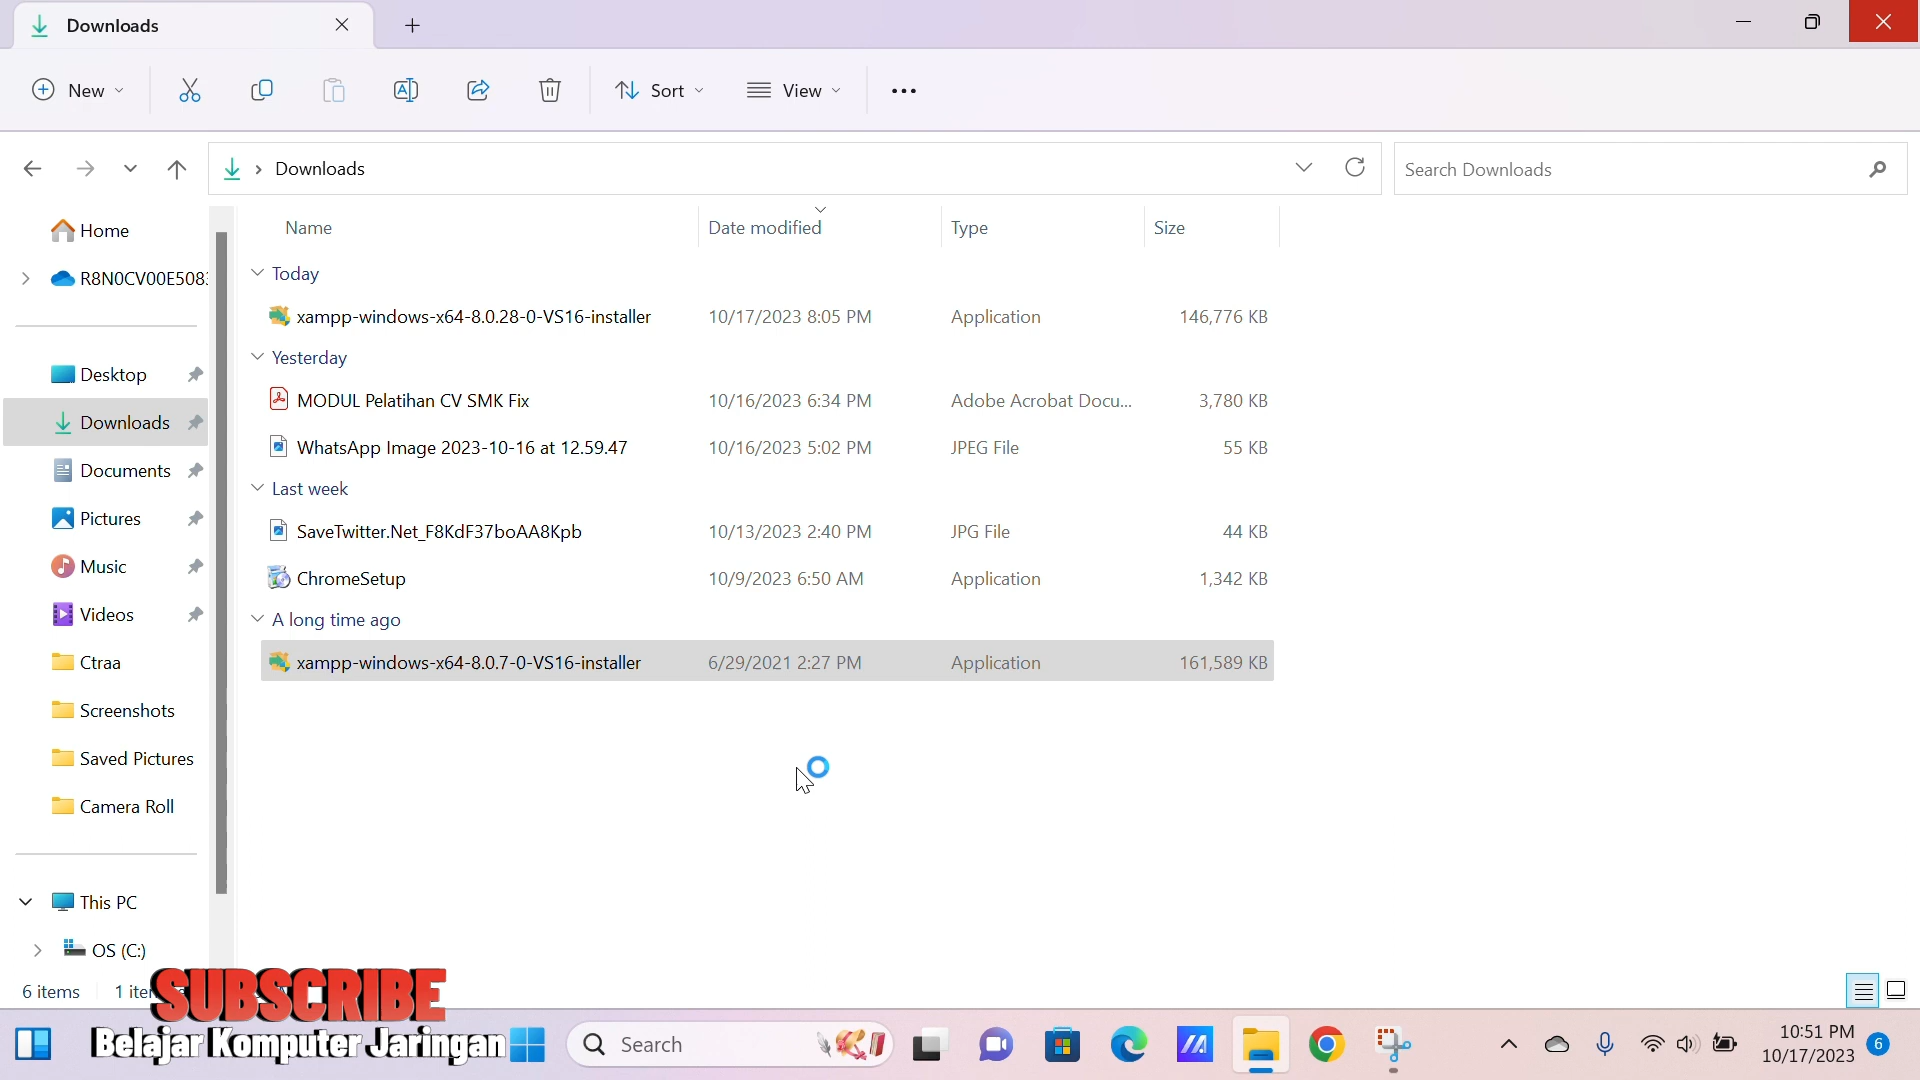 Downloads
New
Sort
View
Downloads
Search Downloads
Home
R8N0CV00E508
Desktop
Downloads
Documents
Pictures
Music
Videos
Ctraa
Screenshots
Saved Pictures
Camera Roll
This PC
OS (C:)
Name Date modified Type Size
Today
xampp-windows-x64-8.0.28-0-VS16-installer 10/17/2023 8:05 PM Application 146,776 KB
Yesterday
MODUL Pelatihan CV SMK Fix 10/16/2023 6:34 PM Adobe Acrobat Docu... 3,780 KB
WhatsApp Image 2023-10-16 at 12.59.47 10/16/2023 5:02 PM JPEG File 55 KB
Last week
SaveTwitter.Net_F8KdF37boAA8Kpb 10/13/2023 2:40 PM JPG File 44 KB
ChromeSetup 10/9/2023 6:50 AM Application 1,342 KB
A long time ago
xampp-windows-x64-8.0.7-0-VS16-installer 6/29/2021 2:27 PM Application 161,589 KB
6 items 1
SUBSCRIBE
Belajar Komputer Jaringan
Search
10:51 PM
10/17/2023
6